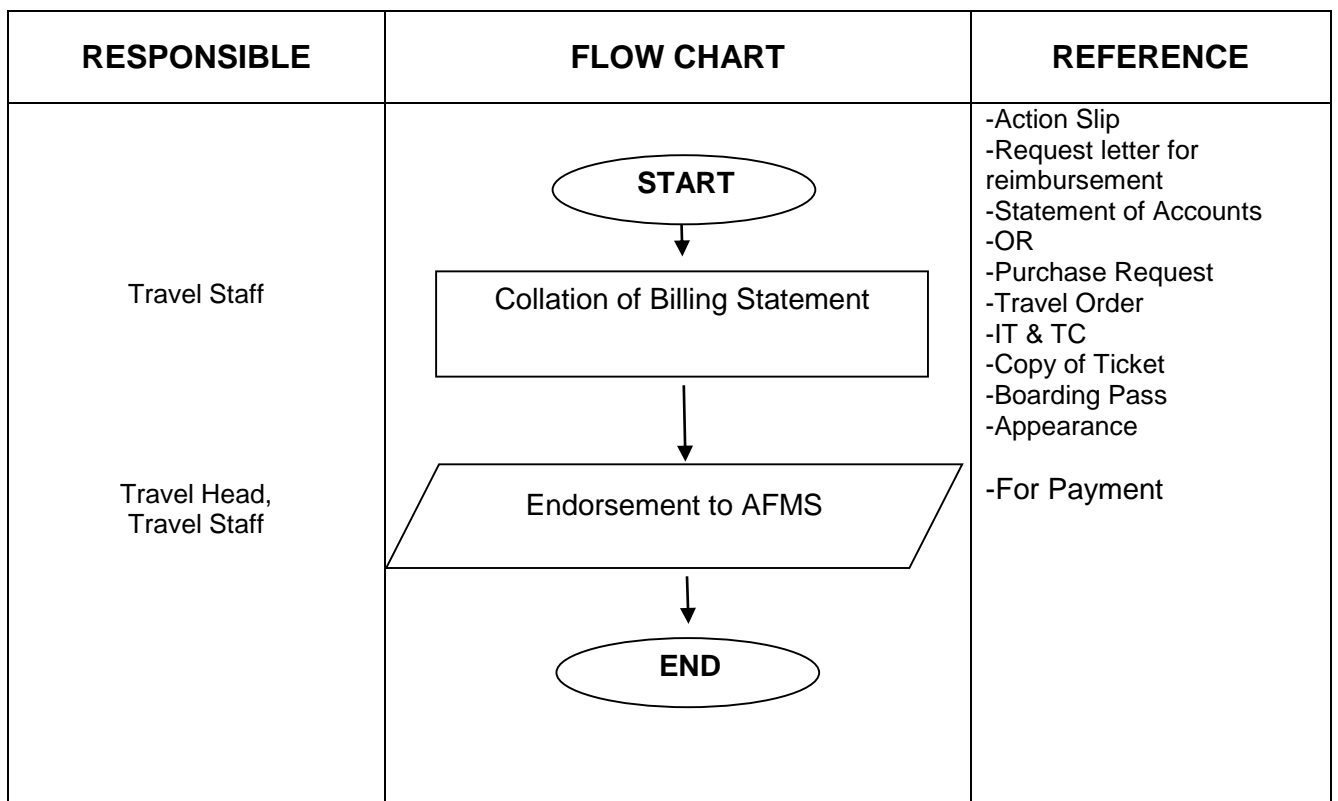 RESPONSIBLE
FLOW CHART
REFERENCE
START
Collation of Billing Statement
Endorsement to AFMS
END
Travel Staff
Travel Head,
Travel Staff
-Action Slip
-Request letter for
reimbursement
-Statement of Accounts
-OR
-Purchase Request
-Travel Order
-IT & TC
-Copy of Ticket
-Boarding Pass
-Appearance
-For Payment